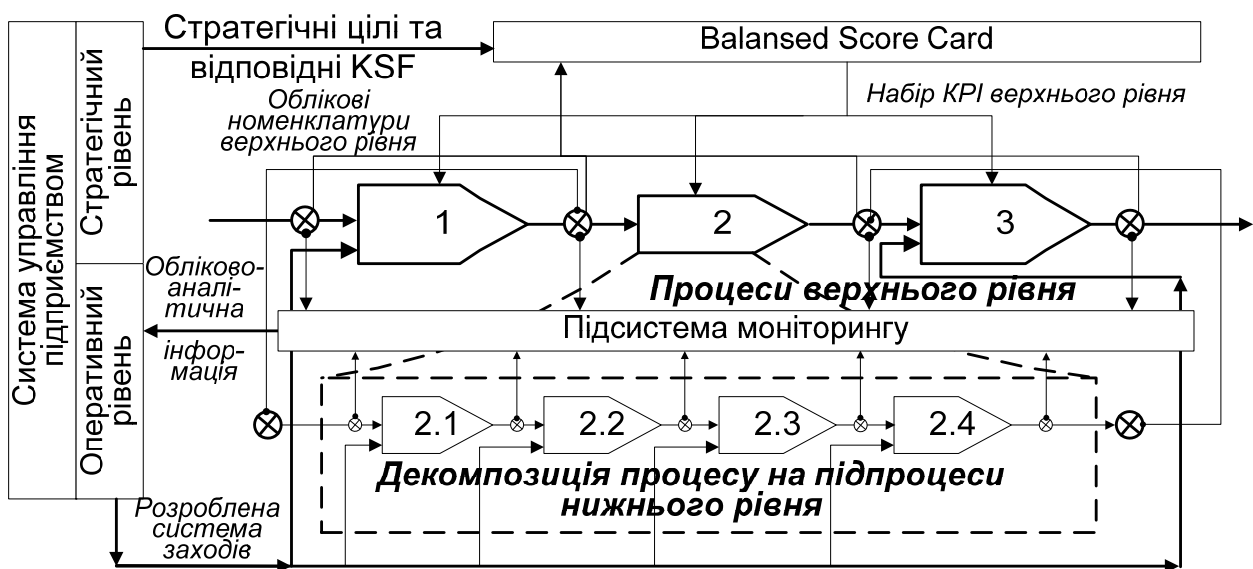 Система управління
підприємством
Стратегічний
рівень
Оперативний
рівень
Стратегічні цілі та
відповідні KSF
Balansed Score Card
Облікові
номенклатури
верхнього рівня
Набір KPI верхнього рівня
1
2
3
Обліково-
аналі-
тична
інфор-
мація
Процеси верхнього рівня
Підсистема моніторингу
2.1
2.2
2.3
2.4
Декомпозиція процесу на підпроцеси
нижнього рівня
Розроблена
система
заходів